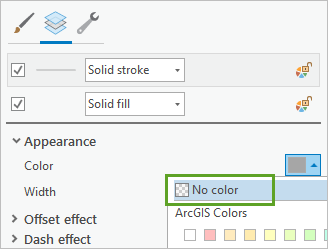 Solid stroke
Solid fill
Appearance
Color
No color
Width
ArcGIS Colors
Offset effect
Dash effect